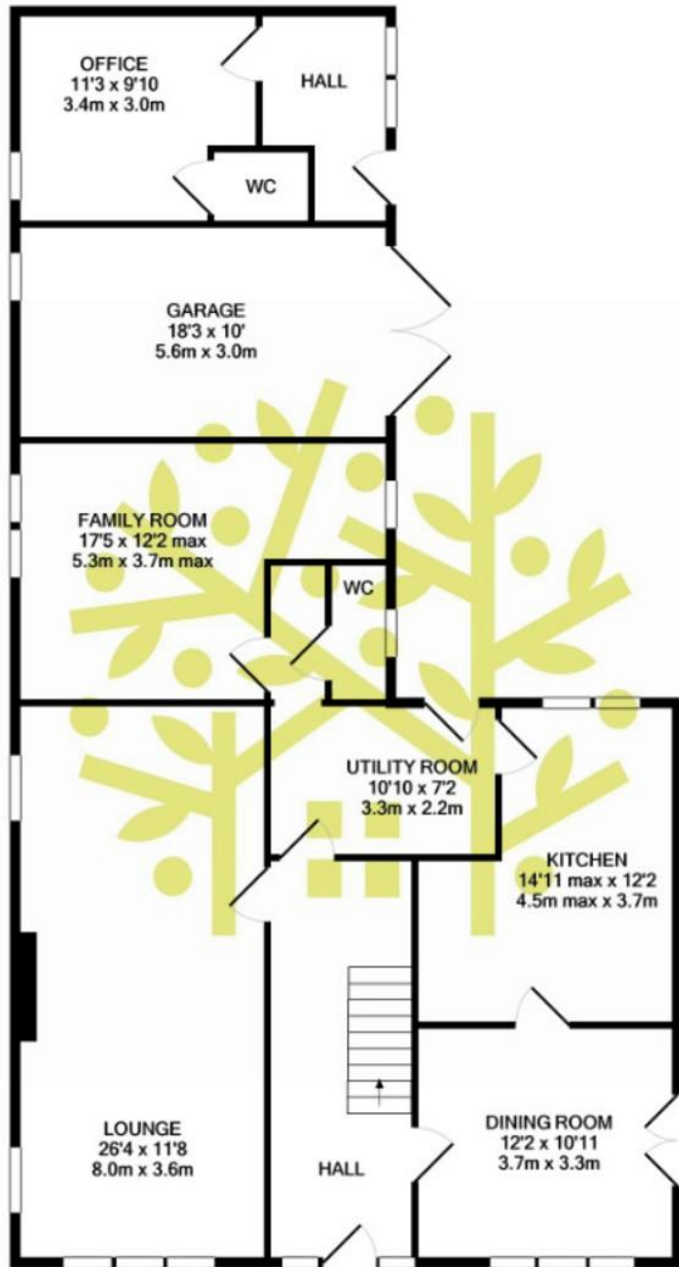 OFFICE
11'3 x 9'10
3.4m x 3.0m
HALL
WC
GARAGE
18'3 x 10'
5.6m x 3.0m
FAMILY ROOM
17'5 x 12'2 max
5.3m x 3.7m max
WC
UTILITY ROOM
10'10 x 7'2
3.3m x 2.2m
KITCHEN
14'11 max x 12'2
4.5m max x 3.7m
LOUNGE
26'4 x 11'8
8.0m x 3.6m
HALL
DINING ROOM
12'2 x 10'11
3.7m x 3.3m